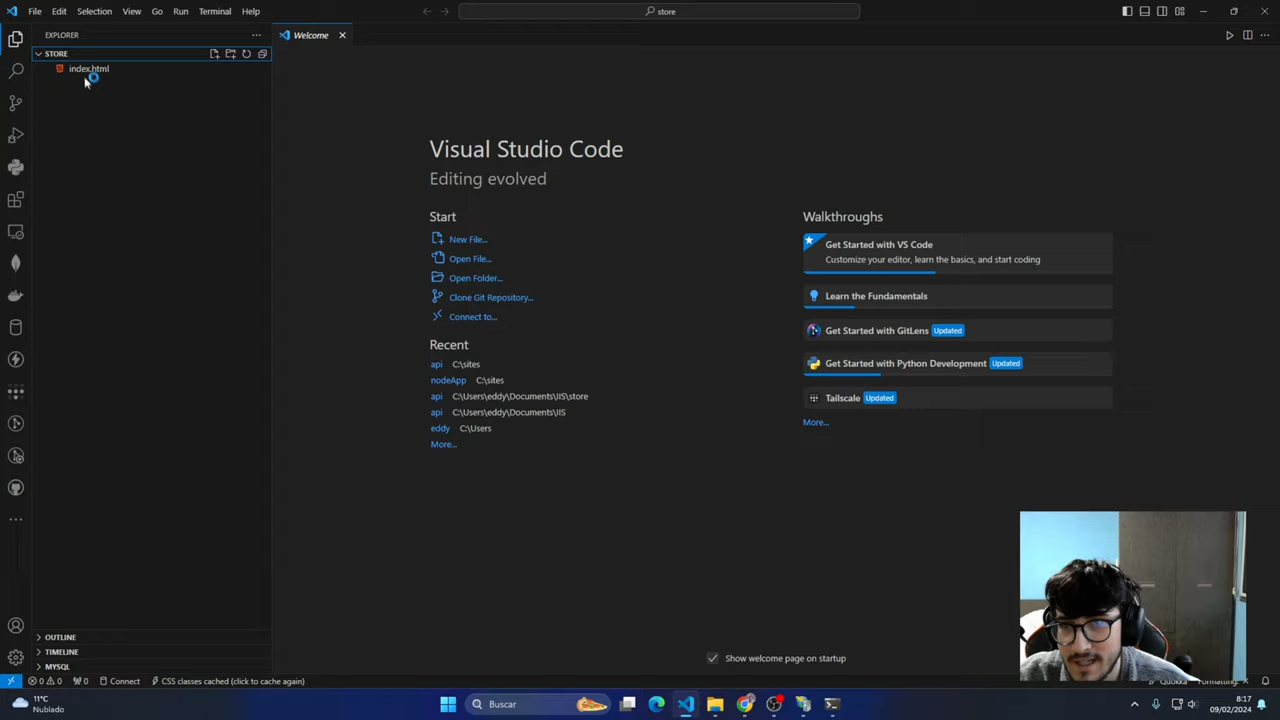 File Edit Selection View Go Run Terminal Help
store
EXPLORER
Welcome
STORE
index.html
Visual Studio Code
Editing evolved
Start
New File...
Open File...
Open Folder...
Clone Git Repository...
Connect to...
Recent
api C:\sites
nodeApp C:\sites
api C:\Users\eddy\Documents\IIS\store
api C:\Users\eddy\Documents\IIS
eddy C:\Users
More...
Walkthroughs
Get Started with VS Code
Customize your editor, learn the basics, and start coding
Learn the Fundamentals
Get Started with GitLens Updated
Get Started with Python Development Updated
Tailscale Updated
More...
Show welcome page on startup
OUTLINE
TIMELINE
MYSQL
0 0 0 Connect CSS classes cached (click to cache again)
Quokka Formatting:
11°C
Nublado
Buscar
8:17
09/02/2024